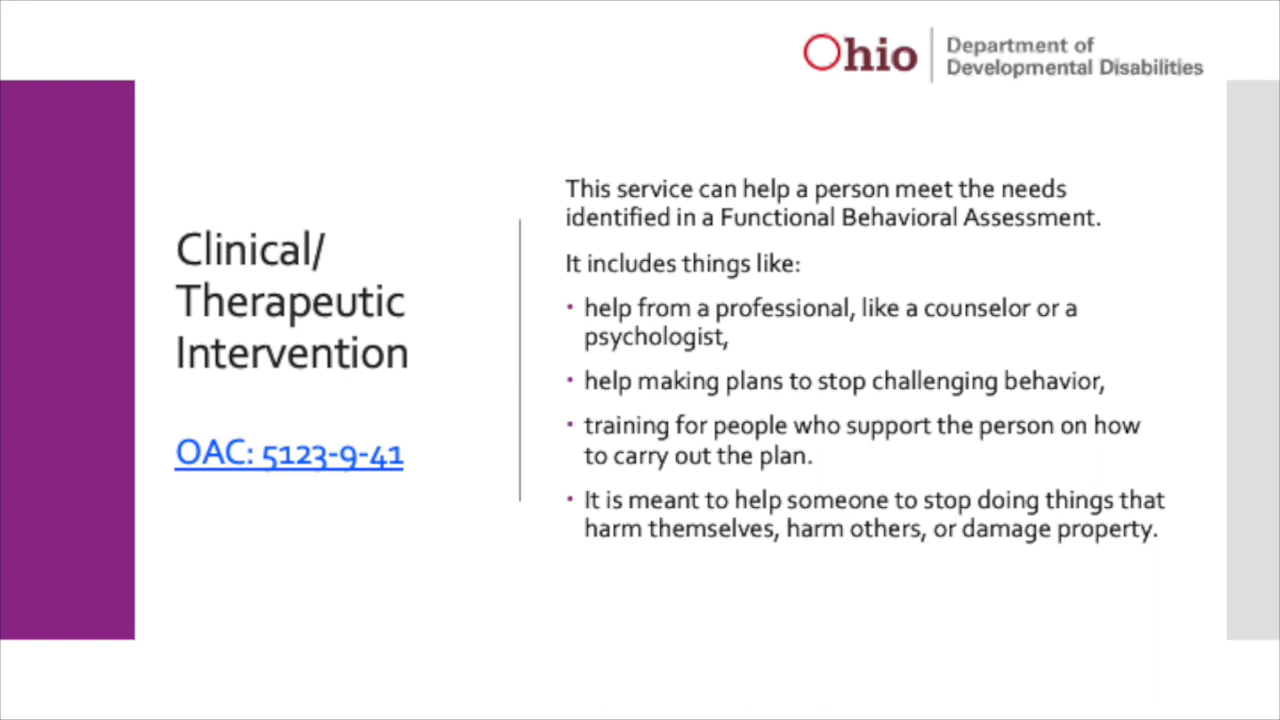 Ohio
Department of
Developmental Disabilities
Clinical/
Therapeutic
Intervention
OAC: 5123-9-41
This service can help a person meet the needs
identified in a Functional Behavioral Assessment.
It includes things like:
• help from a professional, like a counselor or a
psychologist,
• help making plans to stop challenging behavior,
• training for people who support the person on how
to carry out the plan.
• It is meant to help someone to stop doing things that
harm themselves, harm others, or damage property.